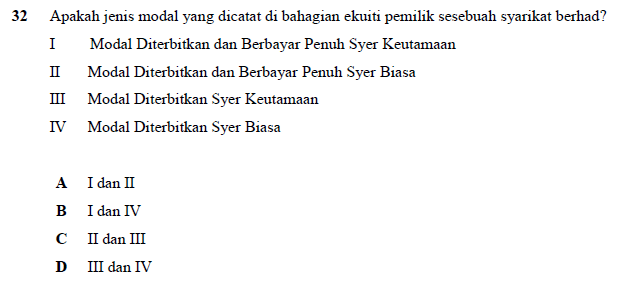 32 Apakah jenis modal yang dicatat di bahagian ekuiti pemilik sesebuah syarikat berhad?
I Modal Diterbitkan dan Berbayar Penuh Syer Keutamaan
II Modal Diterbitkan dan Berbayar Penuh Syer Biasa
III Modal Diterbitkan Syer Keutamaan
IV Modal Diterbitkan Syer Biasa
A I dan II
B I dan IV
C II dan III
D III dan IV